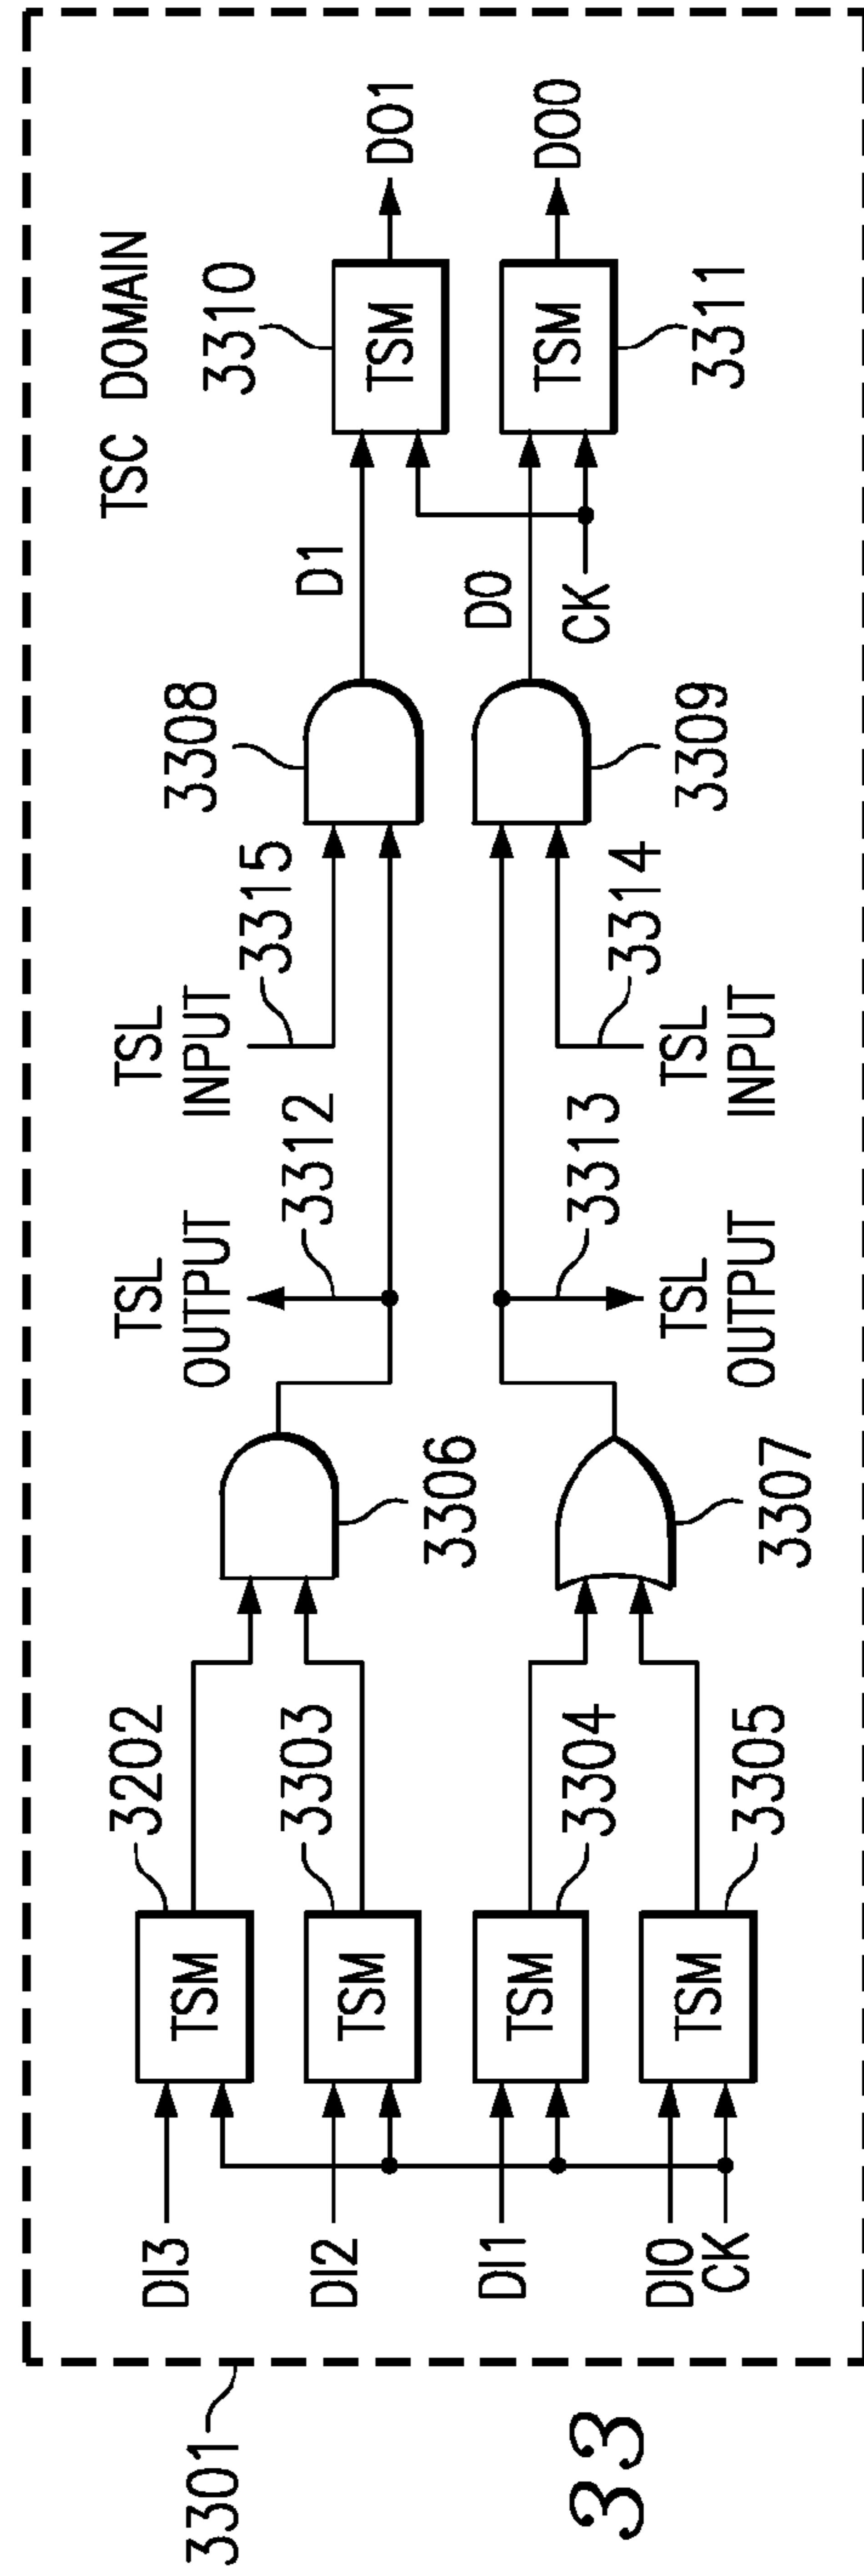 TSC DOMAIN
3301
33
DI3
DI2
DI1
DI0
CK
TSM
3202
TSM
3303
TSM
3304
TSM
3305
3306
3307
TSL
OUTPUT
3312
3313
TSL
OUTPUT
TSL
INPUT
3315
3314
TSL
INPUT
3308
3309
D1
D0
CK
TSM
3310
TSM
3311
DO1
DO0